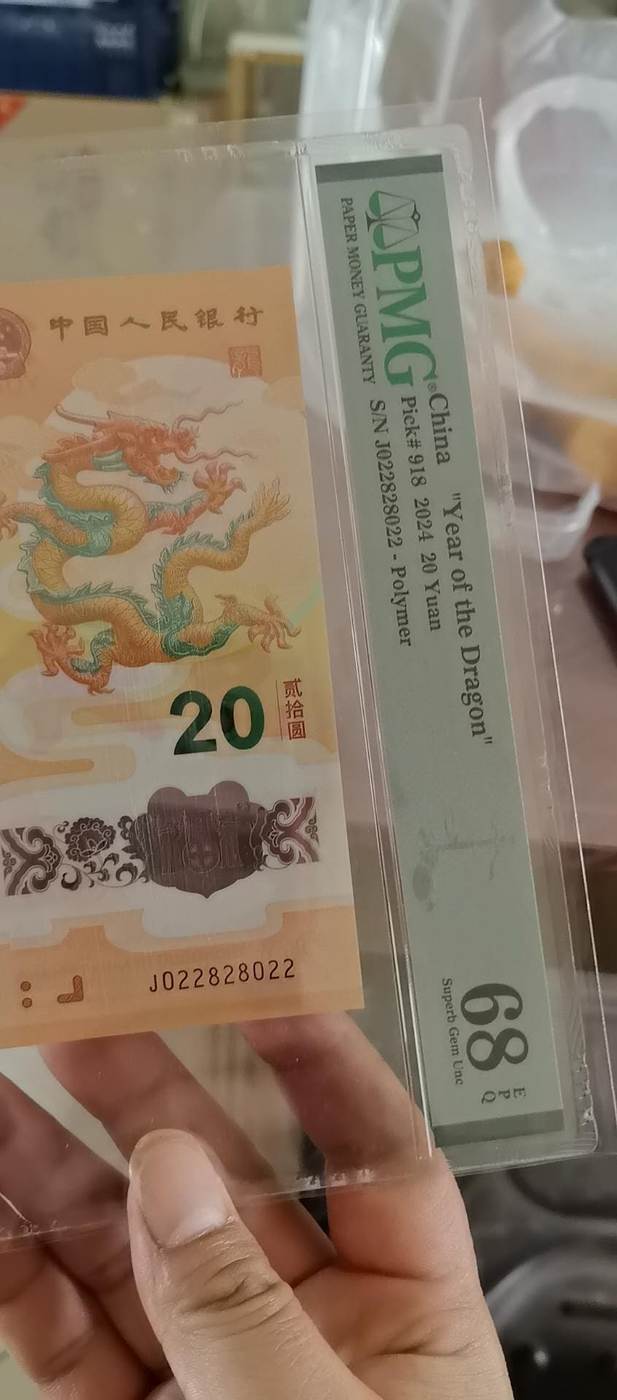 中国人民银行
20
贰拾圆
J022828022
PMG®
PAPER MONEY GUARANTY
China "Year of the Dragon"
Pick# 918 2024 20 Yuan
S/N J022828022 - Polymer
68
EPQ
Superb Gem Unc